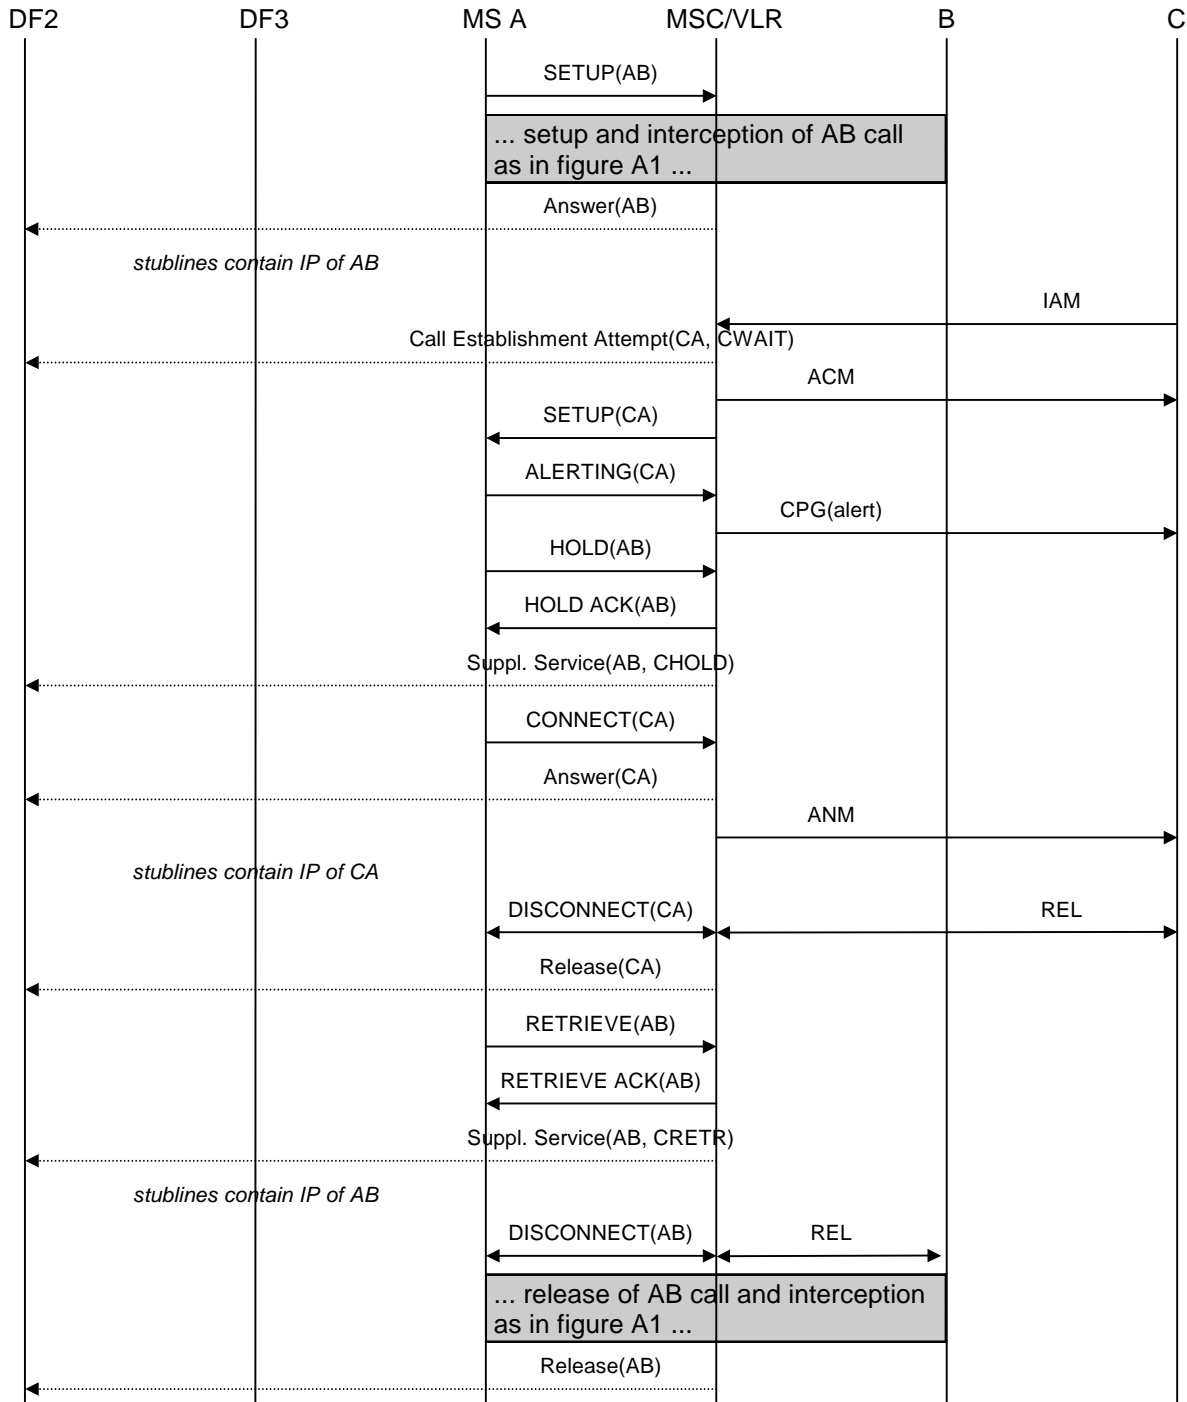 DF2 DF3 MS A MSC/VLR B C
SETUP(AB)
... setup and interception of AB call
as in figure A1 ...
Answer(AB)
stublines contain IP of AB
IAM
Call Establishment Attempt(CA, CWAIT)
ACM
SETUP(CA)
ALERTING(CA)
CPG(alert)
HOLD(AB)
HOLD ACK(AB)
Suppl. Service(AB, CHOLD)
CONNECT(CA)
Answer(CA)
ANM
stublines contain IP of CA
DISCONNECT(CA) REL
Release(CA)
RETRIEVE(AB)
RETRIEVE ACK(AB)
Suppl. Service(AB, CRETR)
stublines contain IP of AB
DISCONNECT(AB) REL
... release of AB call and interception
as in figure A1 ...
Release(AB)